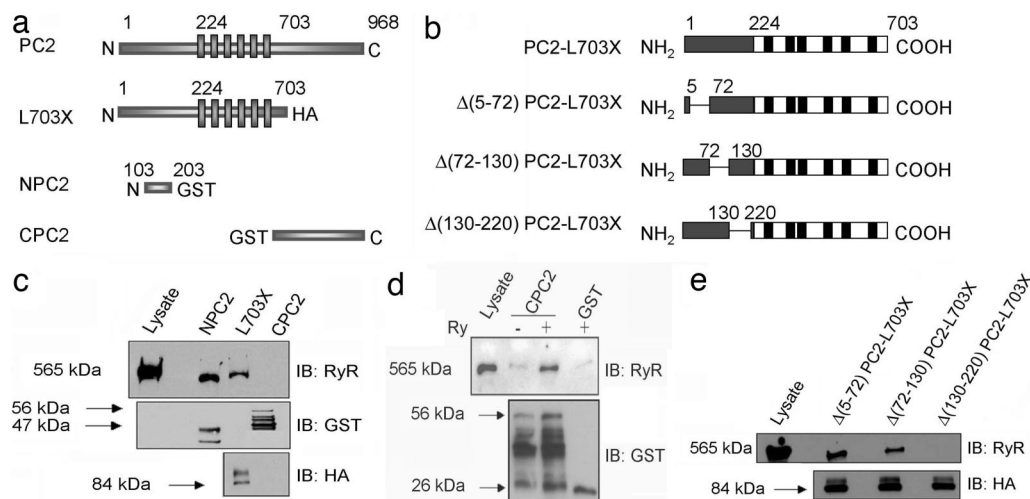 a
1 224 703 968
PC2 N C
1 224 703
L703X N HA
103 203
NPC2 N GST
CPC2 GST C
b
1 224 703
PC2-L703X NH2 COOH
5 72
Δ(5-72) PC2-L703X NH2 COOH
72 130
Δ(72-130) PC2-L703X NH2 COOH
130 220
Δ(130-220) PC2-L703X NH2 COOH
c
Lysate NPC2 L703X CPC2
565 kDa IB: RyR
56 kDa
47 kDa IB: GST
84 kDa IB: HA
d
Lysate CPC2 GST
Ry - + +
565 kDa IB: RyR
56 kDa
IB: GST
26 kDa
e
Lysate Δ(5-72) PC2-L703X Δ(72-130) PC2-L703X Δ(130-220) PC2-L703X
565 kDa IB: RyR
84 kDa IB: HA